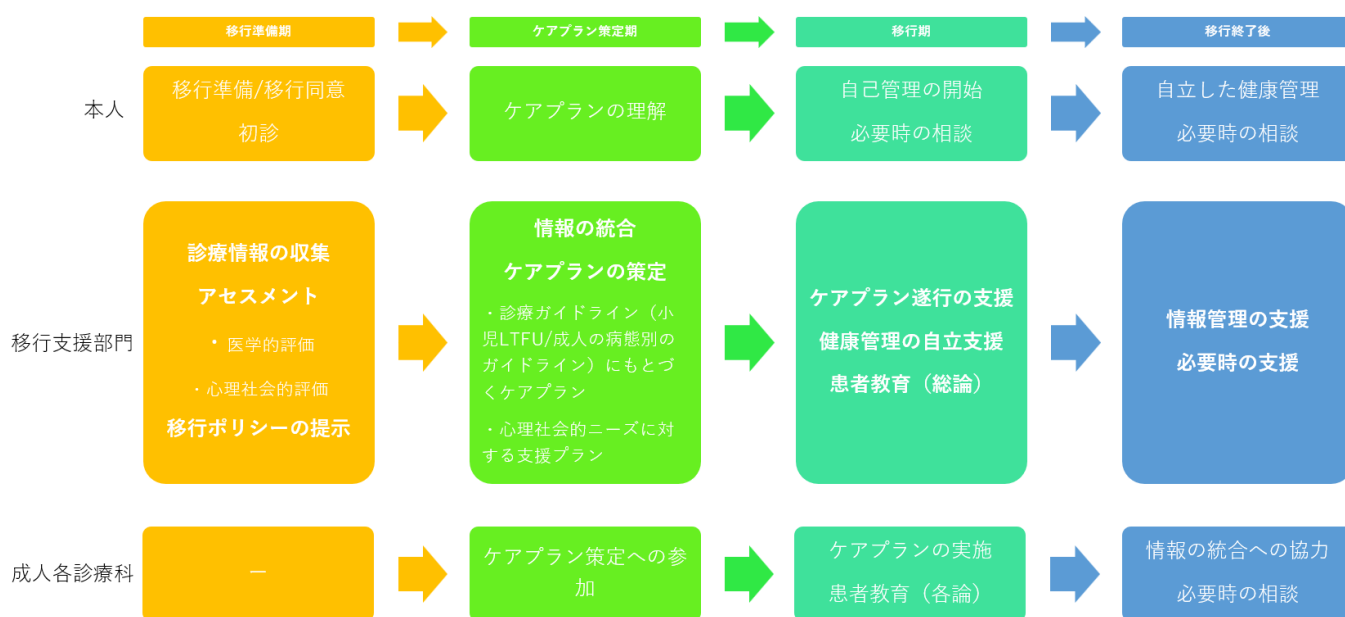 移行準備期
ケアプラン策定期
移行期
移行終了後
本人
移行準備/移行同意
初診
ケアプランの理解
自己管理の開始
必要時の相談
自立した健康管理
必要時の相談
移行支援部門
診療情報の収集
アセスメント
・医学的評価
・心理社会的評価
移行ポリシーの提示
情報の統合
ケアプランの策定
・診療ガイドライン（小
児LTFU/成人の病態別の
ガイドライン）にもとづ
くケアプラン
・心理社会的ニーズに対
する支援プラン
ケアプラン遂行の支援
健康管理の自立支援
患者教育（総論）
情報管理の支援
必要時の支援
成人各診療科
ー
ケアプラン策定への参
加
ケアプランの実施
患者教育（各論）
情報の統合への協力
必要時の相談